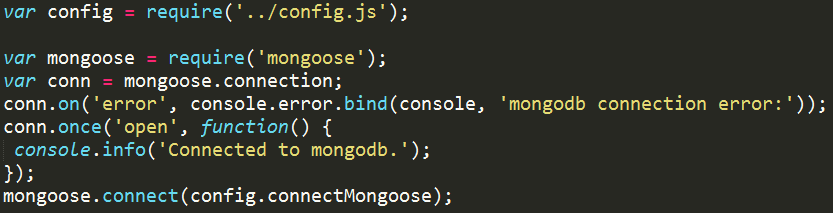 var config = require('../config.js');
var mongoose = require('mongoose');
var conn = mongoose.connection;
conn.on('error', console.error.bind(console, 'mongodb connection error:'));
conn.once('open', function() {
 console.info('Connected to mongodb.');
});
mongoose.connect(config.connectMongoose);